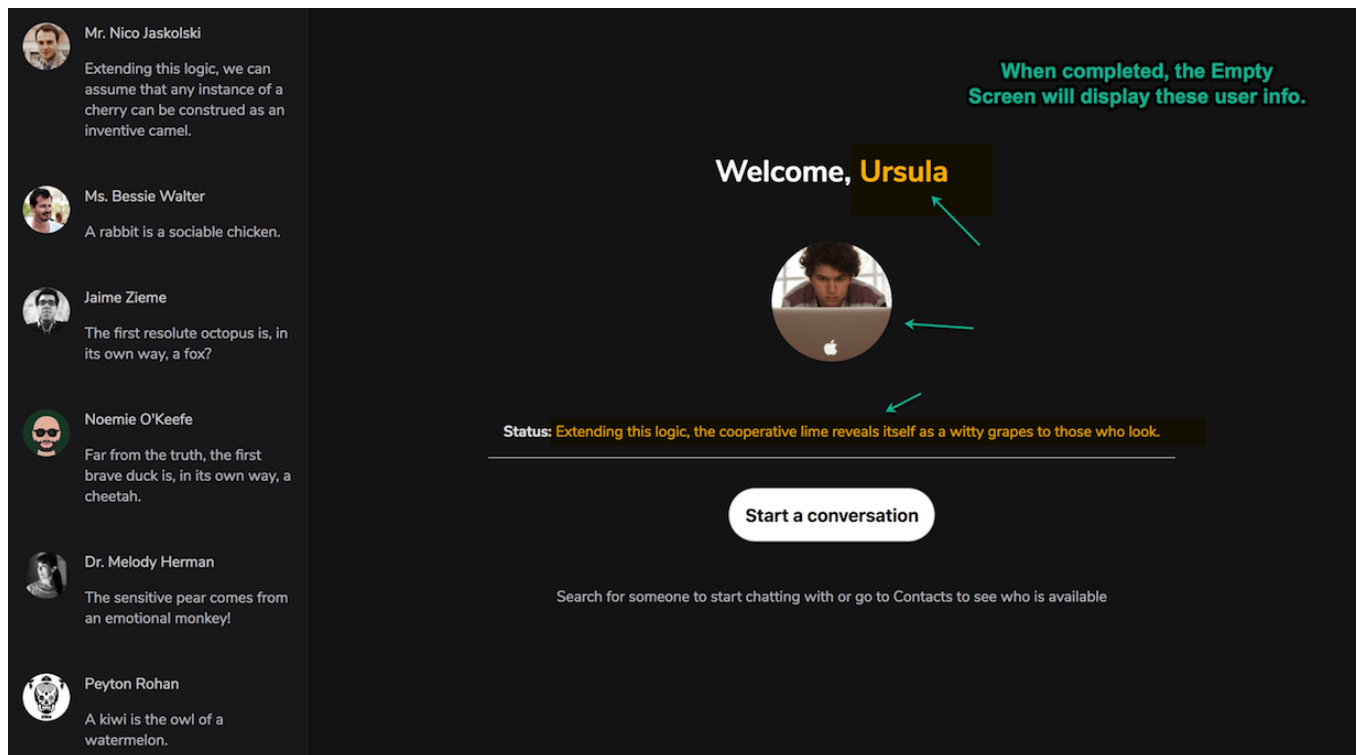 Mr. Nico Jaskolski
Extending this logic, we can
assume that any instance of a
cherry can be construed as an
inventive camel.
Ms. Bessie Walter
A rabbit is a sociable chicken.
Jaime Zieme
The first resolute octopus is, in
its own way, a fox?
Noemie O'Keefe
Far from the truth, the first
brave duck is, in its own way, a
cheetah.
Dr. Melody Herman
The sensitive pear comes from
an emotional monkey!
Peyton Rohan
A kiwi is the owl of a
watermelon.
When completed, the Empty
Screen will display these user info.
Welcome, Ursula
Status: Extending this logic, the cooperative lime reveals itself as a witty grapes to those who look.
Start a conversation
Search for someone to start chatting with or go to Contacts to see who is available